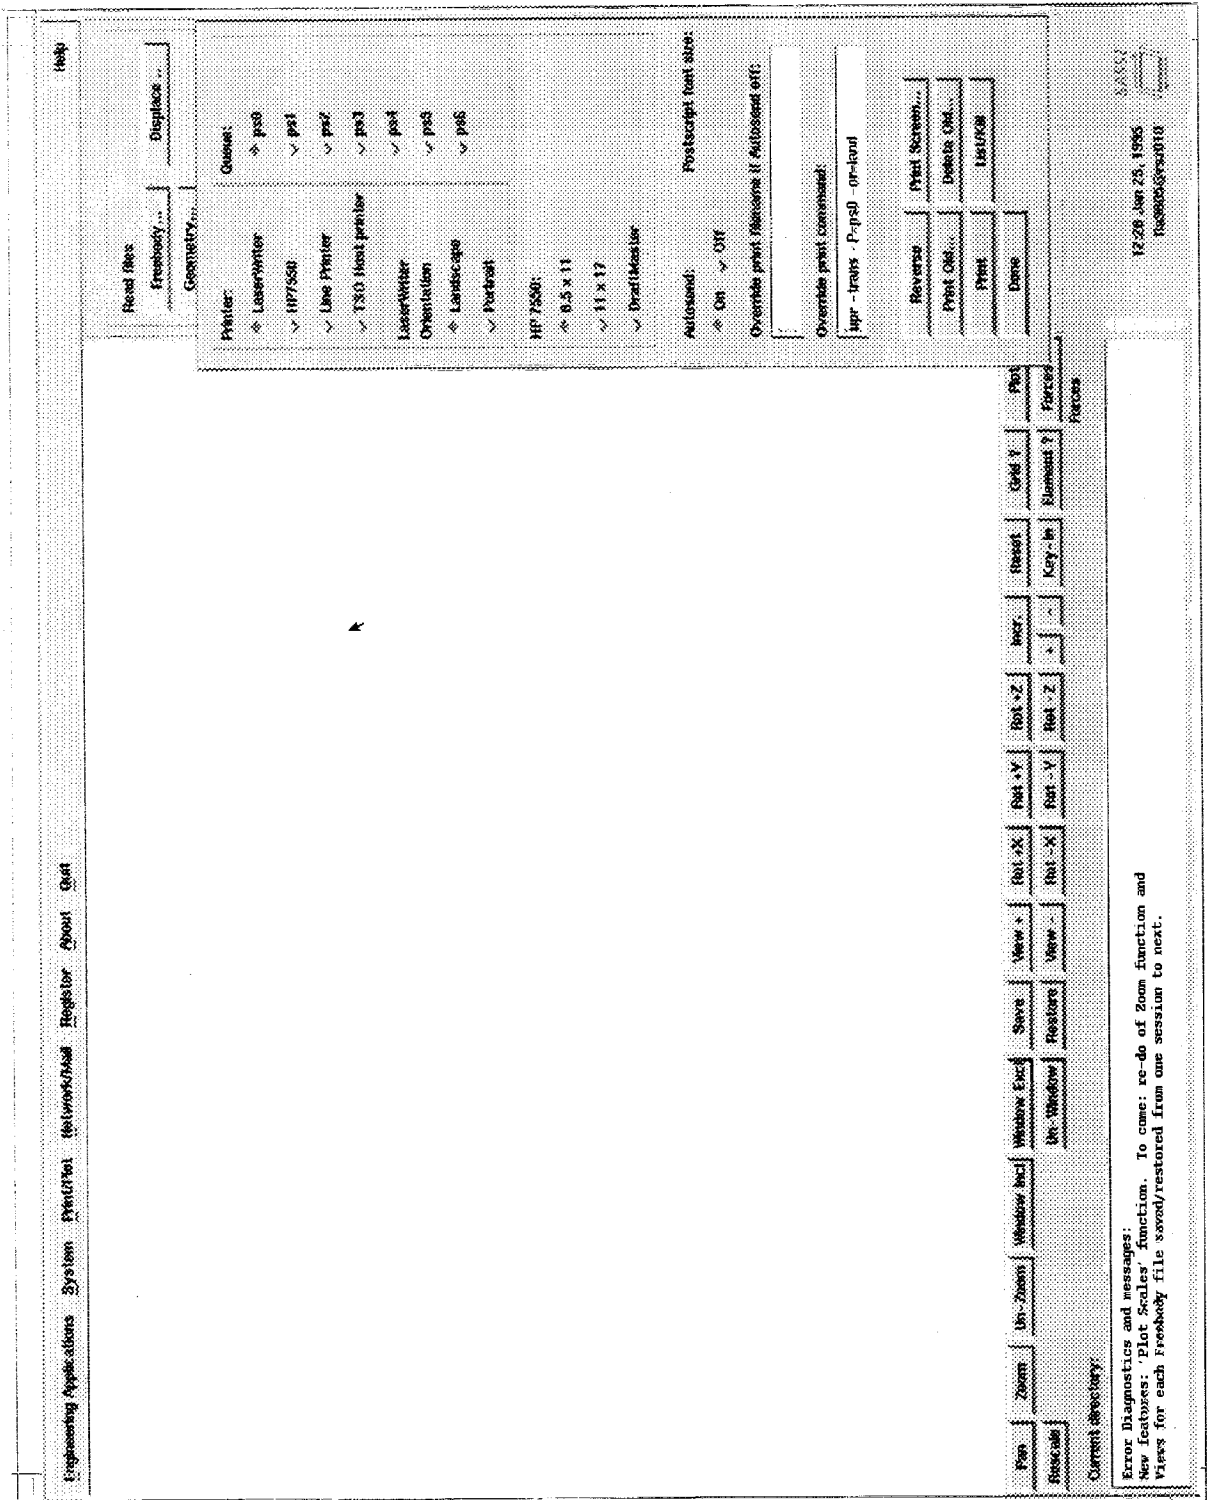 Engineering Applications System Print/Plot Network/Mail Register About Quit Help
Read files
Freebody... Displace ..
Geometry...
Printer: Queue:
LaserWriter ps0
HP7550 ps1
Line Printer ps2
TSO Host printer ps3
LaserWriter ps4
Orientation ps5
Landscape ps6
Portrait
HP 7550:
8.5 x 11
11 x 17
DraftMaster
Autosend: Postscript font size:
On Off
Override print filename if Autosend off:
Override print command:
-trans -P=ps0 -or=land
Reverse Print Screen...
Print Old... Delete Old...
Print List/Kill
Done
Pan Zoom Un-Zoom Window Incl Window Excl Save View + Rot +X Rot +Y Rot +Z Incr. Reset Grid ? Plot
Rescale Un-Window Restore View - Rot -X Rot -Y Rot -Z + - Key-in Element ? Forces
Forces
Current directory:
Error Diagnostics and messages:
New features: 'Plot Scales' function. To come: re-do of Zoom function and
Views for each Freebody file saved/restored from one session to next.
12:28 Jan 25, 1995